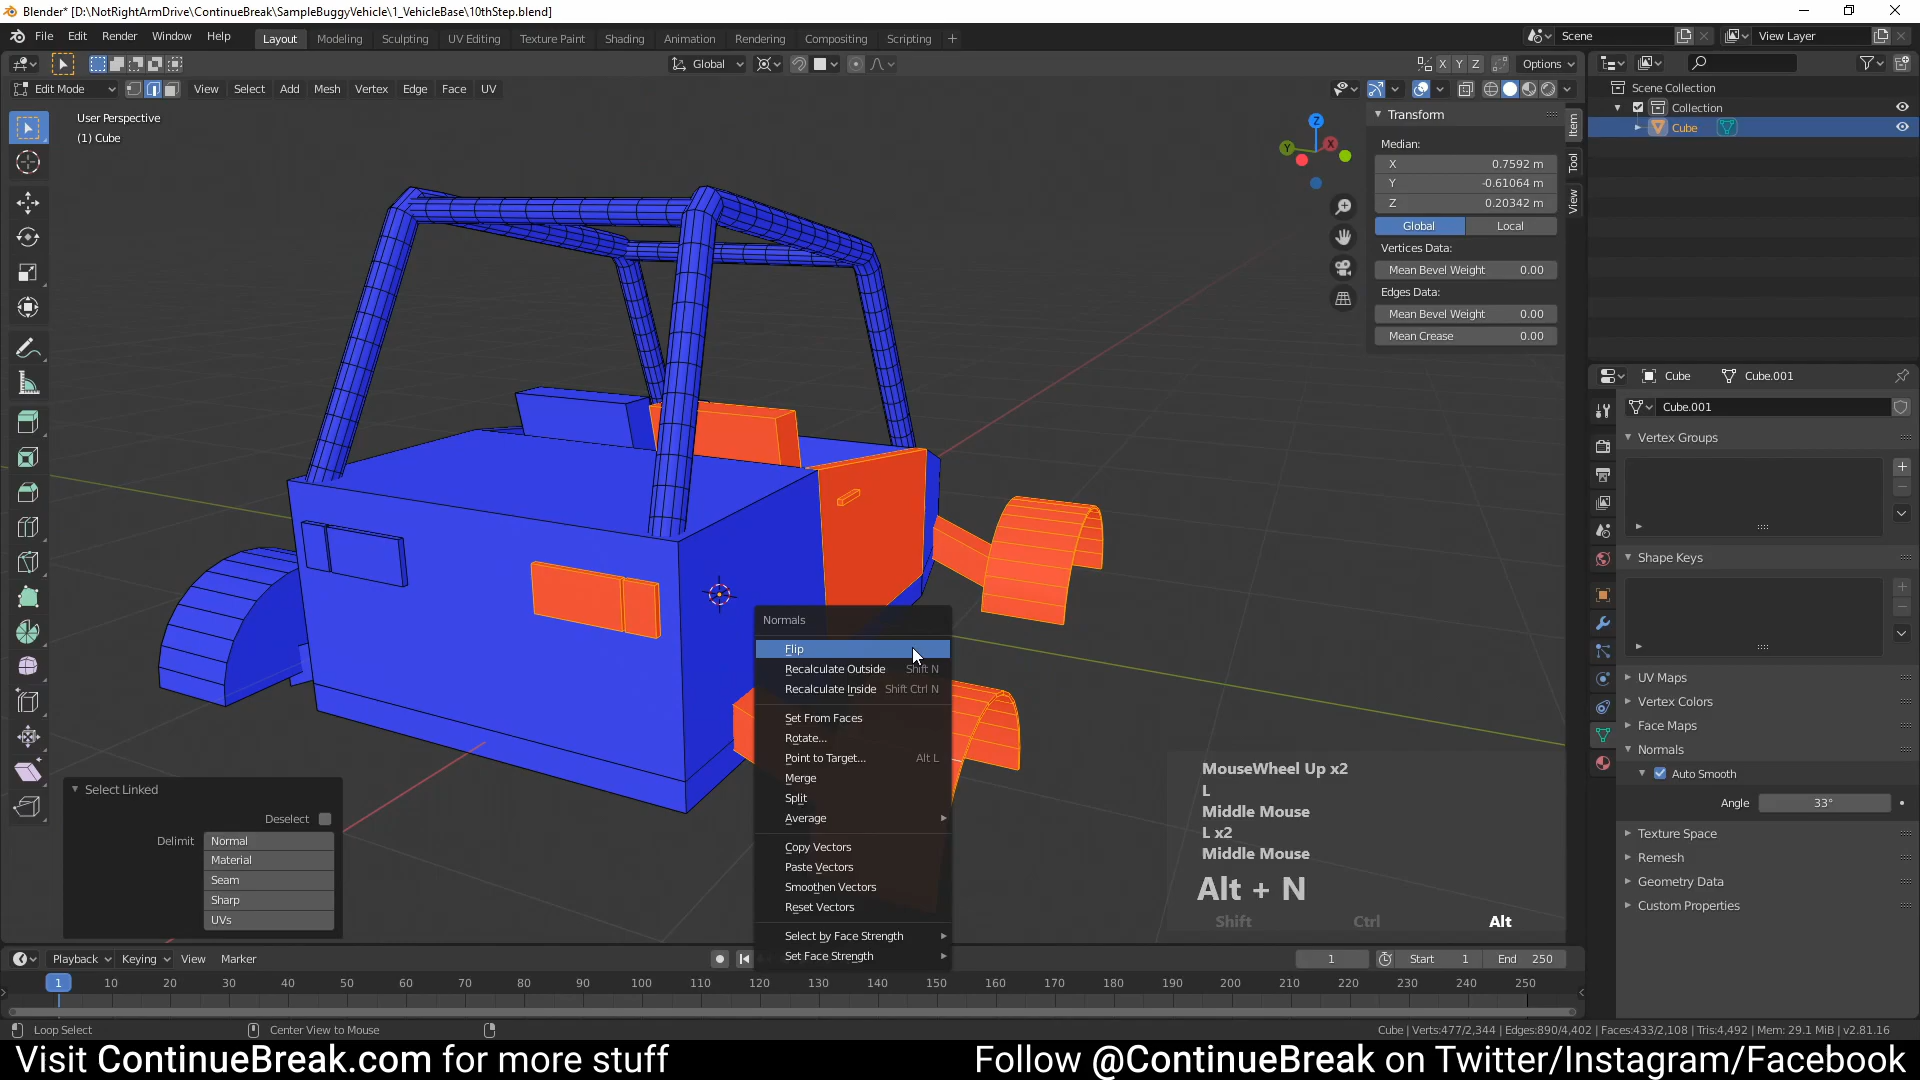 Blender* [D:\NotRightArmDrive\ContinueBreak\SampleBuggyVehicle\1_VehicleBase\10thStep.blend]
File Edit Render Window Help Layout Modeling Sculpting UV Editing Texture Paint Shading Animation Rendering Compositing Scripting + Scene View Layer
Global X Y Z Options
Edit Mode View Select Add Mesh Vertex Edge Face UV
User Perspective
(1) Cube
Z
Y
X
Transform
Median:
X 0.7592 m
Y -0.61064 m
Z 0.20342 m
Global Local
Vertices Data:
Mean Bevel Weight 0.00
Edges Data:
Mean Bevel Weight 0.00
Mean Crease 0.00
Item
Tool
View
Scene Collection
Collection
Cube
Cube Cube.001
Cube.001
Vertex Groups
Shape Keys
UV Maps
Vertex Colors
Face Maps
Normals
Auto Smooth
Angle 33°
Texture Space
Remesh
Geometry Data
Custom Properties
Normals
Flip
Recalculate Outside Shift N
Recalculate Inside Shift Ctrl N
Set From Faces
Rotate...
Point to Target... Alt L
Merge
Split
Average
Copy Vectors
Paste Vectors
Smoothen Vectors
Reset Vectors
Select by Face Strength
Set Face Strength
Select Linked
Deselect
Delimit Normal
Material
Seam
Sharp
UVs
MouseWheel Up x2
L
Middle Mouse
L x2
Middle Mouse
Alt + N
Shift Ctrl Alt
Playback Keying View Marker 1 Start 1 End 250
1 10 20 30 40 50 60 70 80 90 100 110 120 130 140 150 160 170 180 190 200 210 220 230 240 250
Loop Select Center View to Mouse Cube | Verts:477/2,344 | Edges:890/4,402 | Faces:433/2,108 | Tris:4,492 | Mem: 29.1 MiB | v2.81.16
Visit ContinueBreak.com for more stuff Follow @ContinueBreak on Twitter/Instagram/Facebook